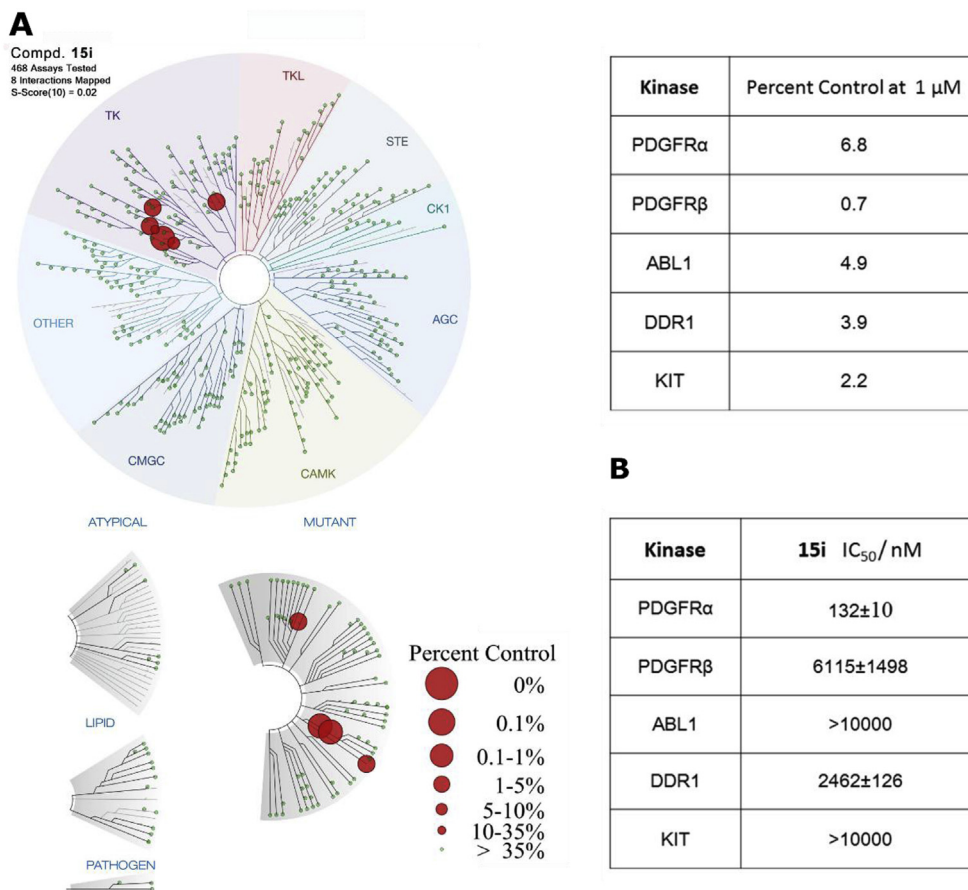 A
Compd. 15i
468 Assays Tested
8 Interactions Mapped
S-Score(10) = 0.02
TK
TKL
STE
CK1
AGC
CAMK
CMGC
OTHER
ATYPICAL
MUTANT
LIPID
PATHOGEN
Percent Control
0%
0.1%
0.1-1%
1-5%
5-10%
10-35%
> 35%
Kinase Percent Control at 1 μM
PDGFRα 6.8
PDGFRβ 0.7
ABL1 4.9
DDR1 3.9
KIT 2.2
B
Kinase 15i IC50/ nM
PDGFRα 132±10
PDGFRβ 6115±1498
ABL1 >10000
DDR1 2462±126
KIT >10000